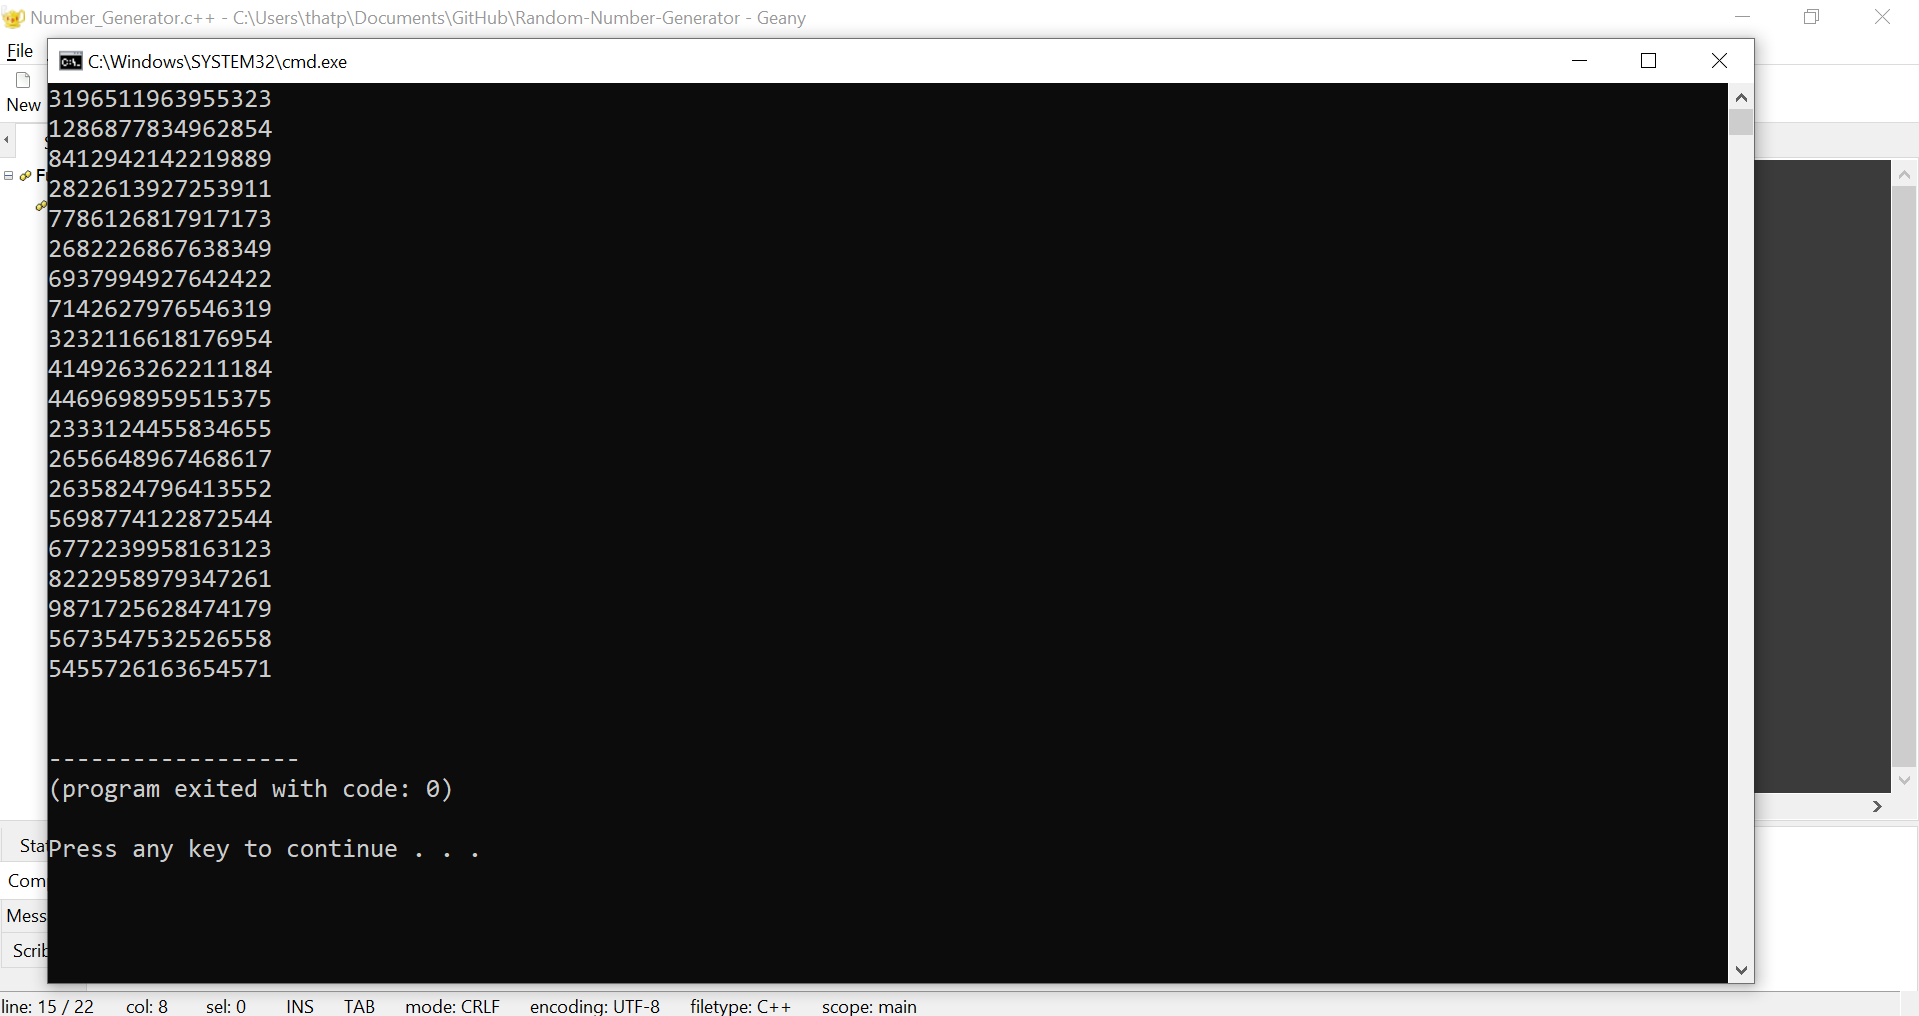 Number_Generator.c++ - C:\Users\thatp\Documents\GitHub\Random-Number-Generator - Geany
File
C:\Windows\SYSTEM32\cmd.exe
New
3196511963955323
1286877834962854
8412942142219889
2822613927253911
7786126817917173
2682226867638349
6937994927642422
7142627976546319
3232116618176954
4149263262211184
4469698959515375
2333124455834655
2656648967468617
2635824796413552
5698774122872544
6772239958163123
8222958979347261
9871725628474179
5673547532526558
5455726163654571
------------------
(program exited with code: 0)
Press any key to continue . . .
Stat
Com
Mess
Scrib
line: 15 / 22 col: 8 sel: 0 INS TAB mode: CRLF encoding: UTF-8 filetype: C++ scope: main